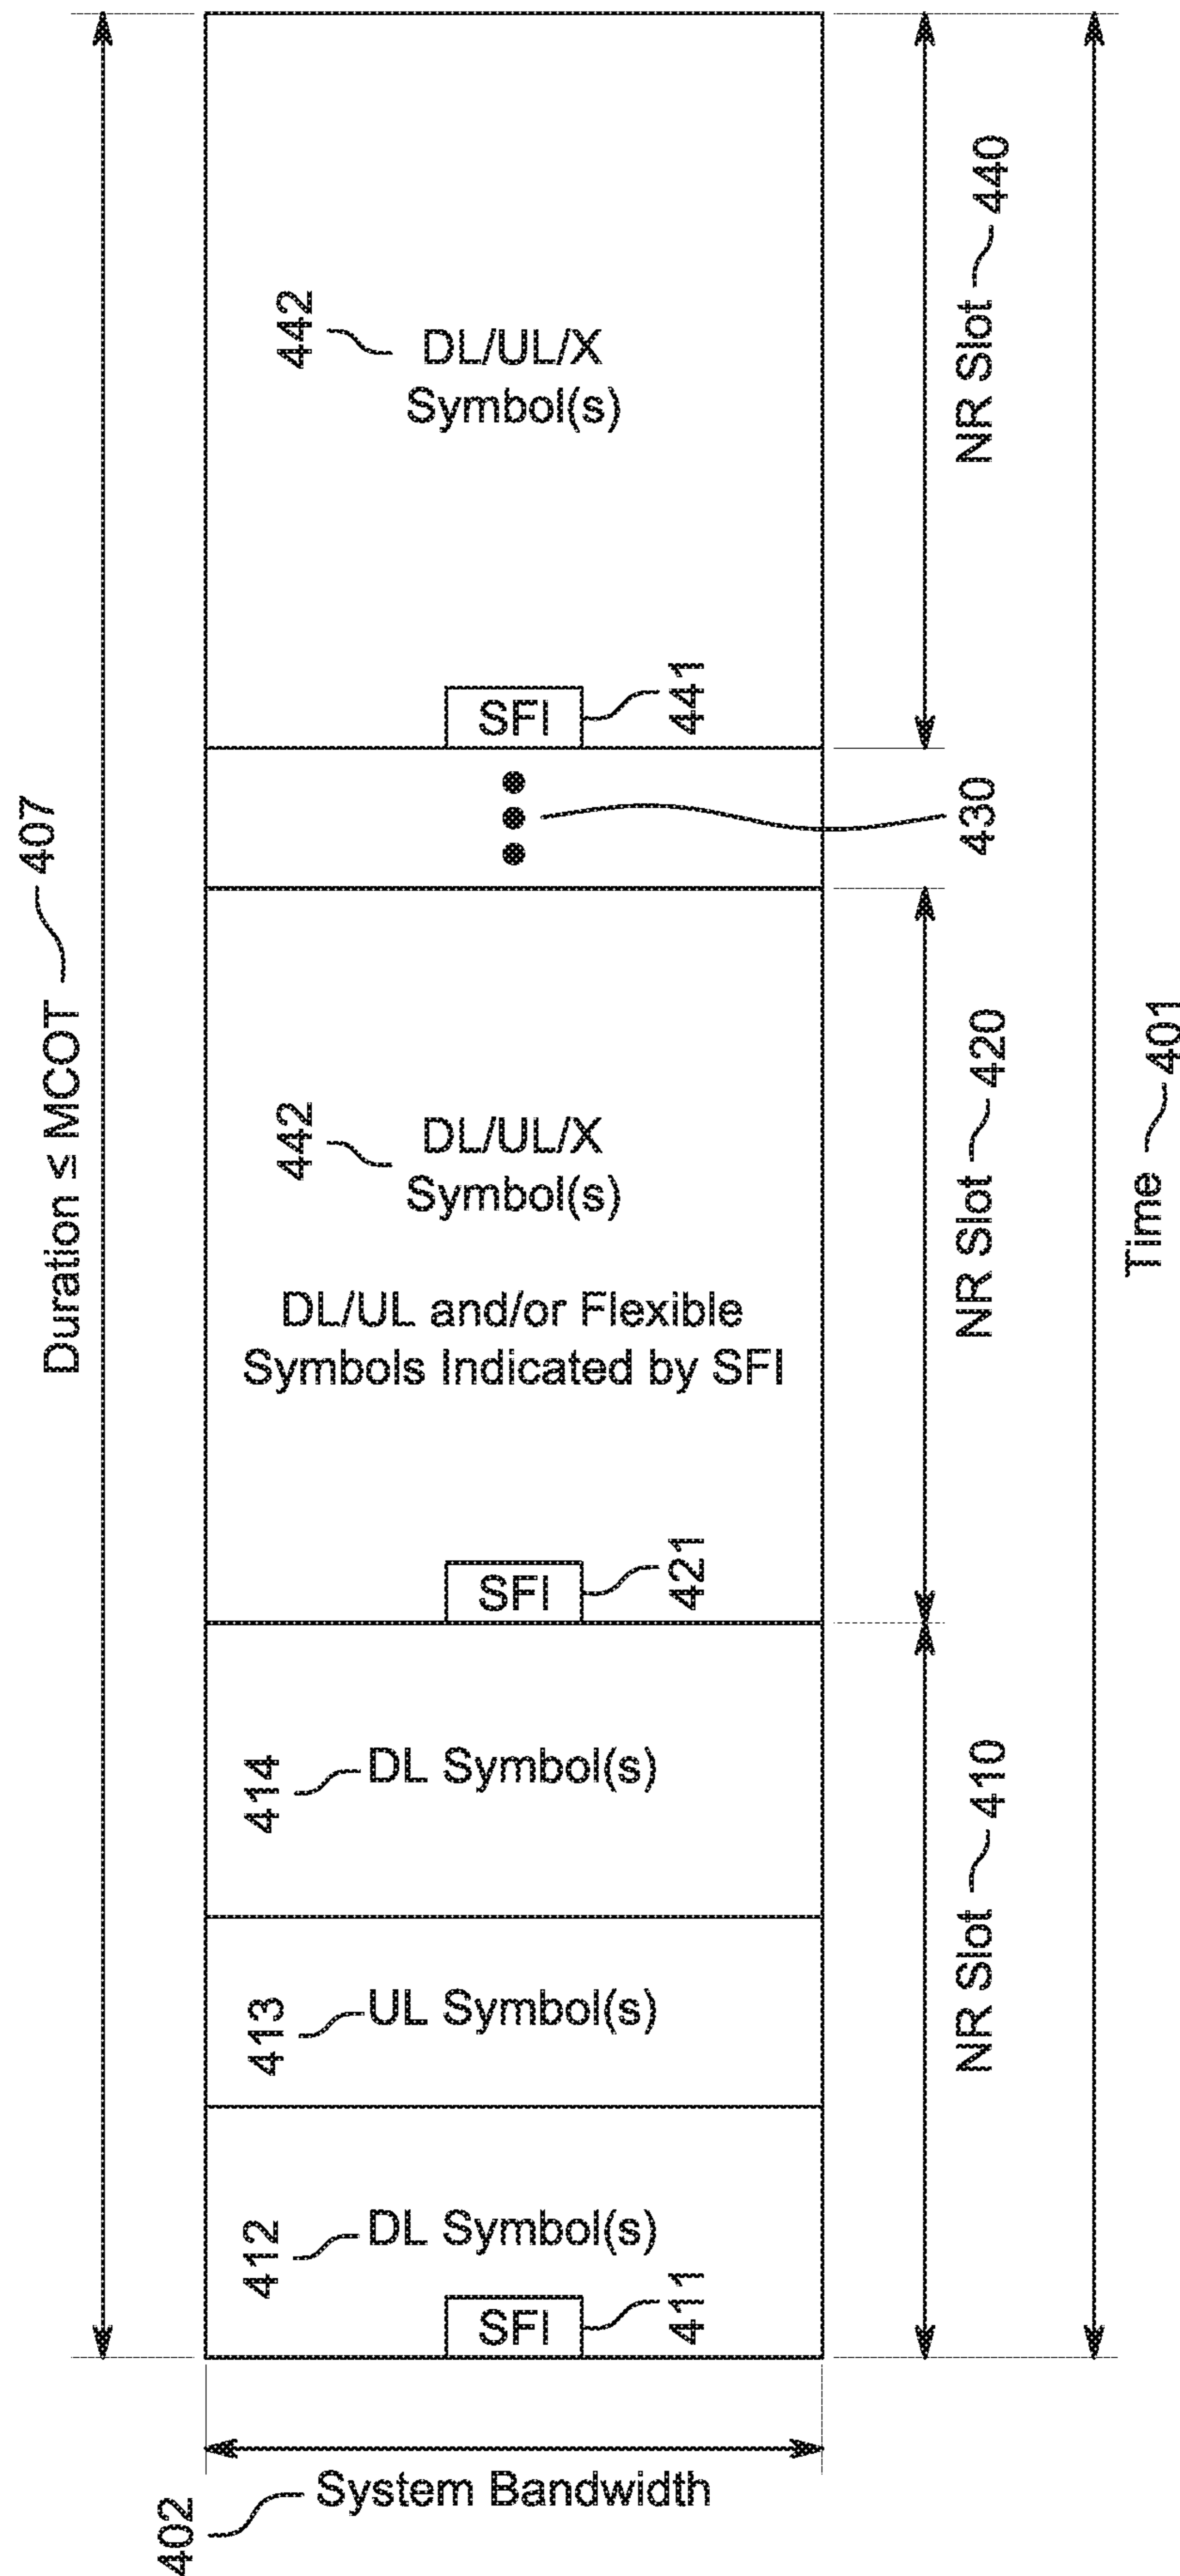 Duration ≤ MCOT 407
442
DL/UL/X
Symbol(s)
NR Slot 440
SFI
441
430
442
DL/UL/X
Symbol(s)
DL/UL and/or Flexible
Symbols Indicated by SFI
NR Slot 420
Time 401
SFI
421
414
DL Symbol(s)
NR Slot 410
413
UL Symbol(s)
412
DL Symbol(s)
SFI
411
402
System Bandwidth